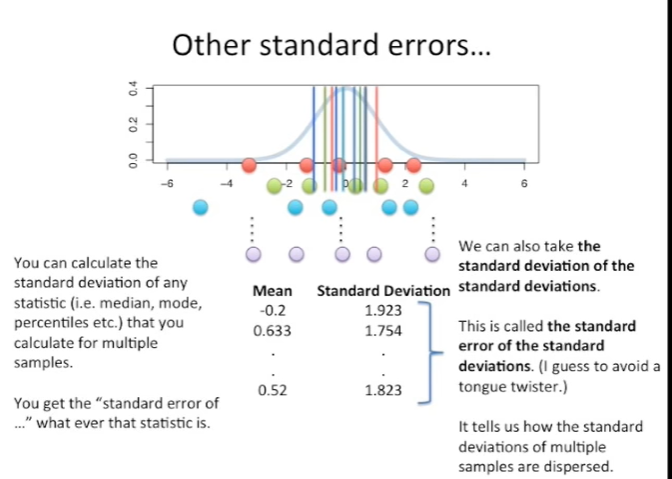 Other standard errors...
0.4
0.2
0.0
-6
-4
-2
0
2
4
6
You can calculate the
standard deviation of any
statistic (i.e. median, mode,
percentiles etc.) that you
calculate for multiple
samples.
You get the “standard error of
...” what ever that statistic is.
Mean Standard Deviation
-0.2 1.923
0.633 1.754
. .
. .
0.52 1.823
We can also take the
standard deviation of the
standard deviations.
This is called the standard
error of the standard
deviations. (I guess to avoid a
tongue twister.)
It tells us how the standard
deviations of multiple
samples are dispersed.